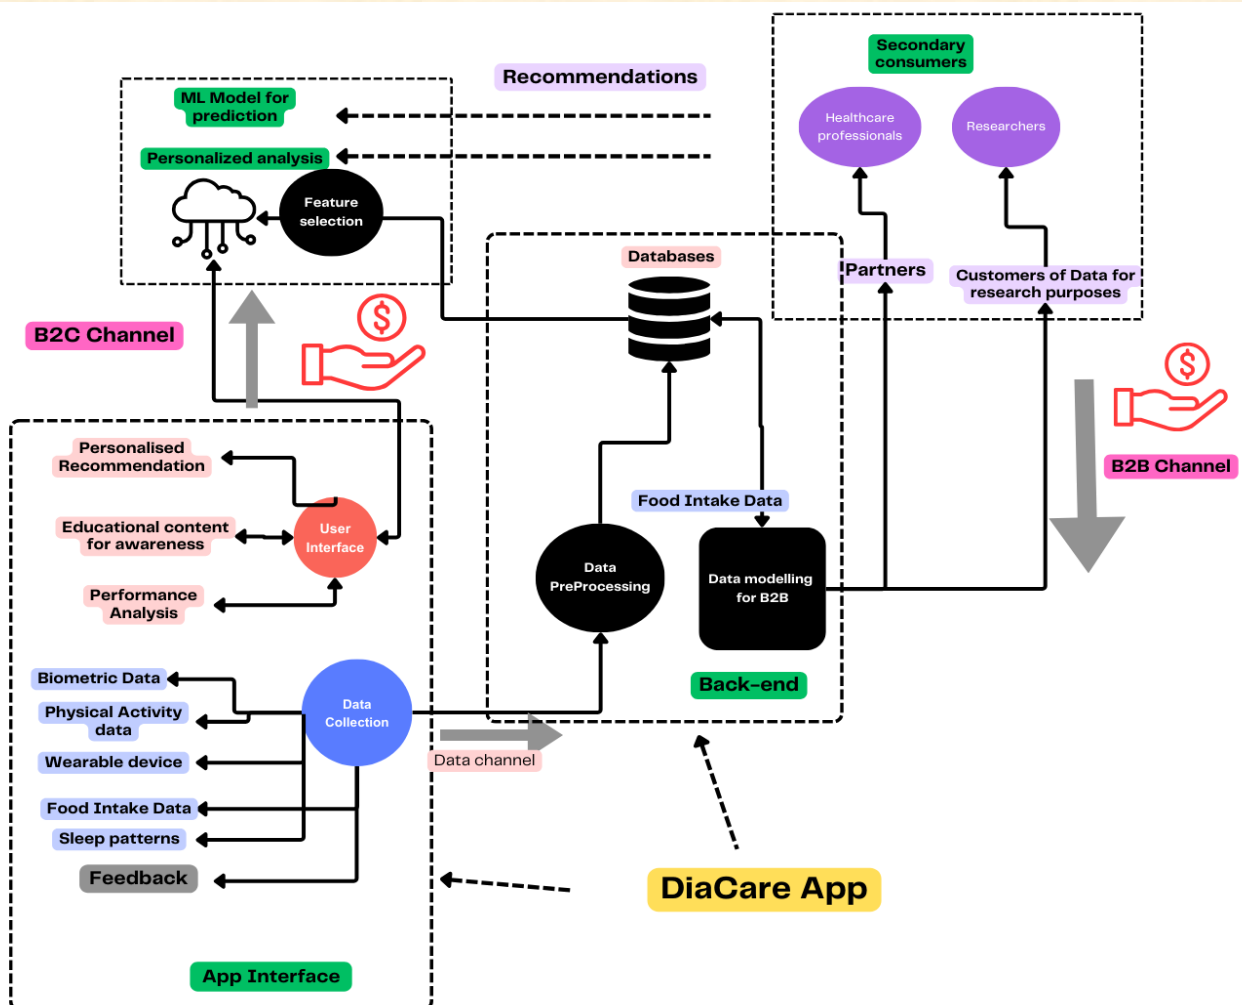 Secondary
consumers
Recommendations
ML Model for
prediction
Healthcare
professionals
Researchers
Personalized analysis
Feature
selection
Databases
Partners
Customers of Data for
research purposes
B2C Channel
$
$
Personalised
Recommendation
B2B Channel
Food Intake Data
Educational content
for awareness
User
Interface
Data
PreProcessing
Data modelling
for B2B
Performance
Analysis
Biometric Data
Back-end
Physical Activity
data
Data
Collection
Wearable device
Data channel
Food Intake Data
Sleep patterns
Feedback
DiaCare App
App Interface